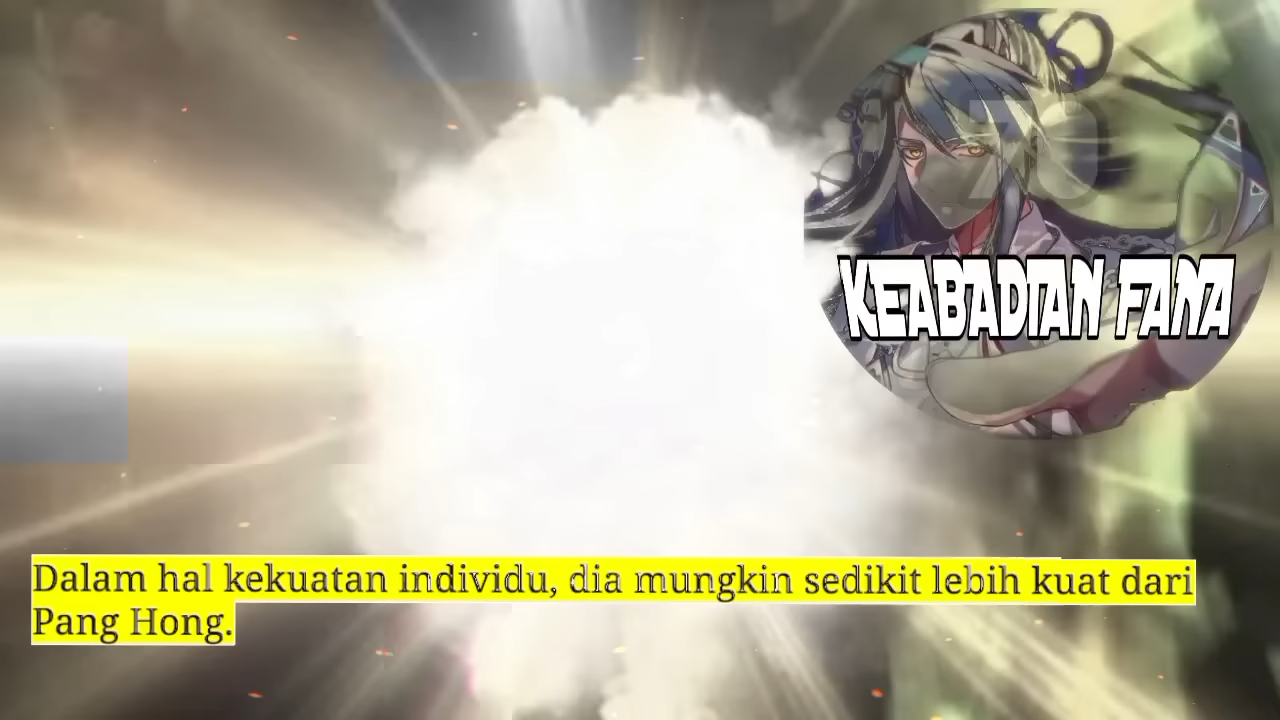 KEABADIAN FANA
Dalam hal kekuatan individu, dia mungkin sedikit lebih kuat dari
Pang Hong.